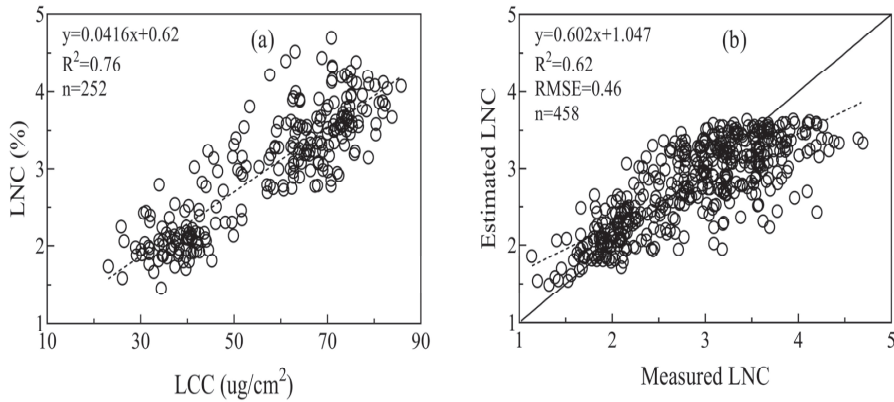 5
4
3
2
1
LNC (%)
y=0.0416x+0.62
R²=0.76
n=252
(a)
10 30 50 70 90
LCC (ug/cm²)
5
4
3
2
1
Estimated LNC
y=0.602x+1.047
R²=0.62
RMSE=0.46
n=458
(b)
1 2 3 4 5
Measured LNC